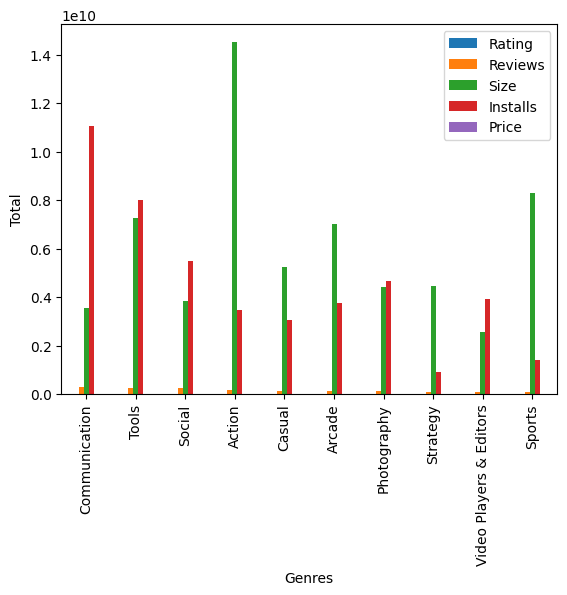 1e10
Rating
Reviews
Size
Installs
Price
1.4
1.2
1.0
0.8
0.6
0.4
0.2
0.0
Total
Communication
Tools
Social
Action
Casual
Arcade
Photography
Strategy
Video Players & Editors
Sports
Genres